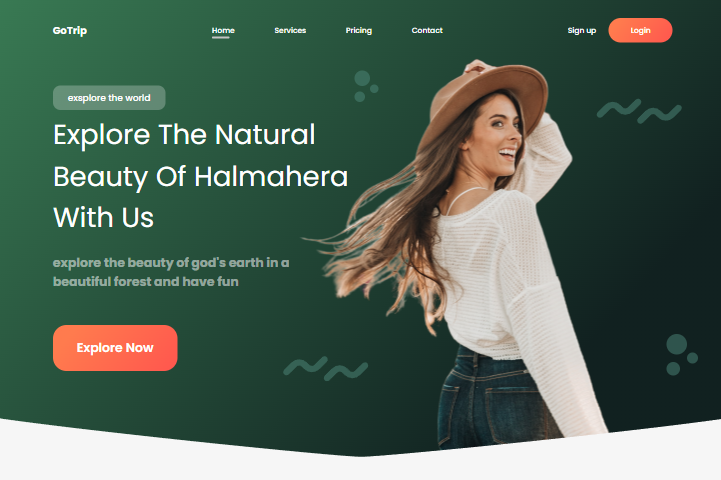 GoTrip
Home
Services
Pricing
Contact
Sign up
Login
exsplore the world
Explore The Natural
Beauty Of Halmahera
With Us
explore the beauty of god's earth in a
beautiful forest and have fun
Explore Now